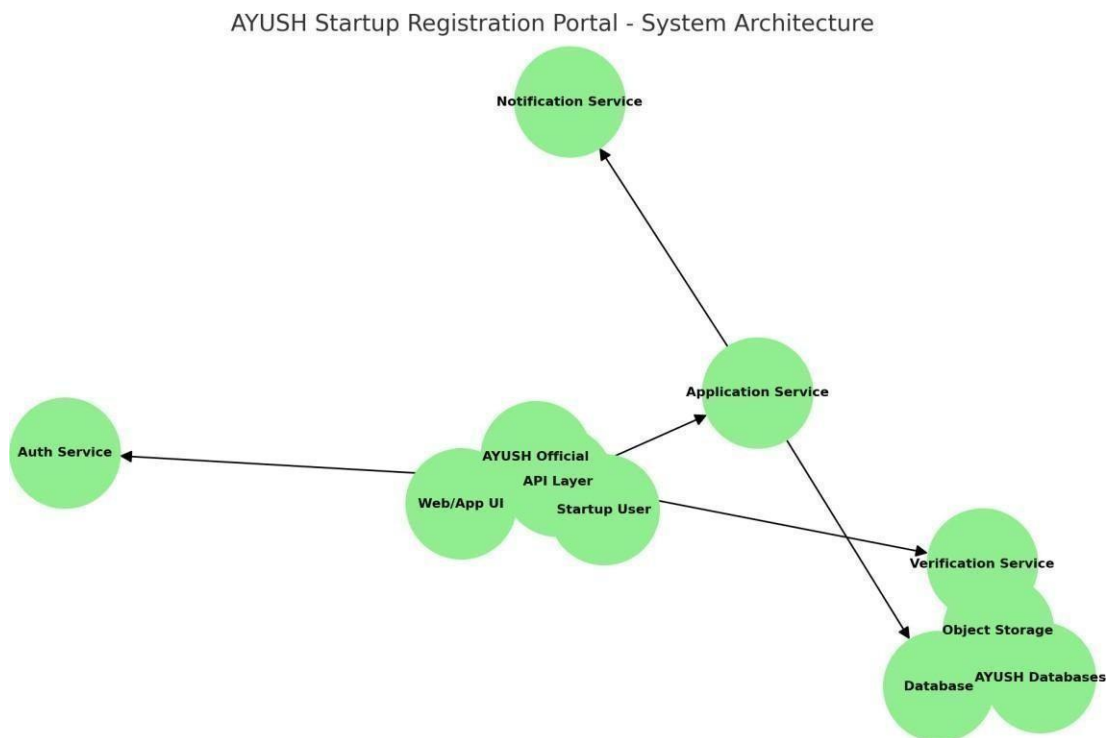 AYUSH Startup Registration Portal - System Architecture
Notification Service
Application Service
Auth Service
AYUSH Official
API Layer
Web/App UI
Startup User
Verification Service
Object Storage
AYUSH Databases
Database